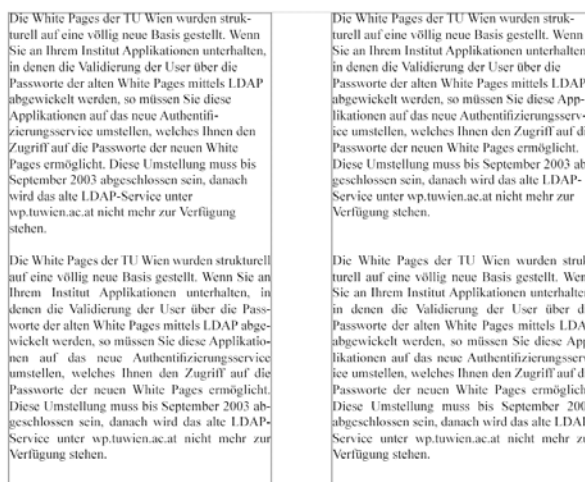 Die White Pages der TU Wien wurden struk-
turell auf eine völlig neue Basis gestellt. Wenn
Sie an Ihrem Institut Applikationen unterhalten,
in denen die Validierung der User über die
Passworte der alten White Pages mittels LDAP
abgewickelt werden, so müssen Sie diese
Applikationen auf das neue Authentifi-
zierungsservice umstellen, welches Ihnen den
Zugriff auf die Passworte der neuen White
Pages ermöglicht. Diese Umstellung muss bis
September 2003 abgeschlossen sein, danach
wird das alte LDAP-Service unter
wp.tuwien.ac.at nicht mehr zur Verfügung
stehen.
Die White Pages der TU Wien wurden strukturell
auf eine völlig neue Basis gestellt. Wenn Sie an
Ihrem Institut Applikationen unterhalten, in
denen die Validierung der User über die Pass-
worte der alten White Pages mittels LDAP abge-
wickelt werden, so müssen Sie diese Applikatio-
nen auf das neue Authentifizierungsservice
umstellen, welches Ihnen den Zugriff auf die
Passworte der neuen White Pages ermöglicht.
Diese Umstellung muss bis September 2003 ab-
geschlossen sein, danach wird das alte LDAP-
Service unter wp.tuwien.ac.at nicht mehr zur
Verfügung stehen.
Die White Pages der TU Wien wurden struk-
turell auf eine völlig neue Basis gestellt. Wenn
Sie an Ihrem Institut Applikationen unterhalten
in denen die Validierung der User über die
Passworte der alten White Pages mittels LDAP
abgewickelt werden, so müssen Sie diese App-
likationen auf das neue Authentifizierungsserv-
ice umstellen, welches Ihnen den Zugriff auf di
Passworte der neuen White Pages ermöglicht.
Diese Umstellung muss bis September 2003 ab
geschlossen sein, danach wird das alte LDAP-
Service unter wp.tuwien.ac.at nicht mehr zur
Verfügung stehen.
Die White Pages der TU Wien wurden struk
turell auf eine völlig neue Basis gestellt. Wen
Sie an Ihrem Institut Applikationen unterhalte
in denen die Validierung der User über d
Passworte der alten White Pages mittels LDA
abgewickelt werden, so müssen Sie diese App
likationen auf das neue Authentifizierungsserv
ice umstellen, welches Ihnen den Zugriff auf d
Passworte der neuen White Pages ermöglich
Diese Umstellung muss bis September 200
abgeschlossen sein, danach wird das alte LDAP
Service unter wp.tuwien.ac.at nicht mehr zu
Verfügung stehen.